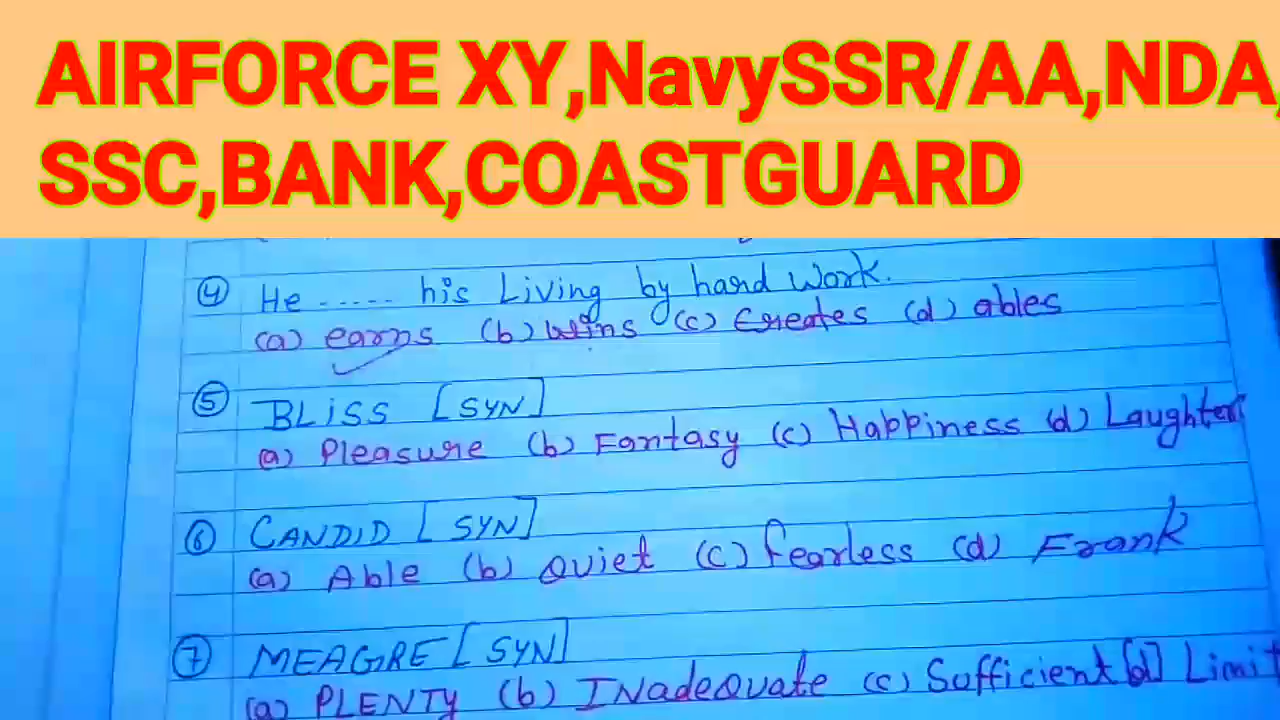 AIRFORCE XY,NavySSR/AA,NDA,
SSC,BANK,COASTGUARD
④ He ..... his Living by hard work.
(a) earns (b) wins (c) Creates (d) ables
⑤ BLISS [SYN]
(a) Pleasure (b) Fantasy (c) Happiness (d) Laughter
⑥ CANDID [SYN]
(a) Able (b) Quiet (c) fearless (d) Frank
⑦ MEAGRE [SYN]
(a) PLENTY (b) INadequate (c) Sufficient [d] Limit